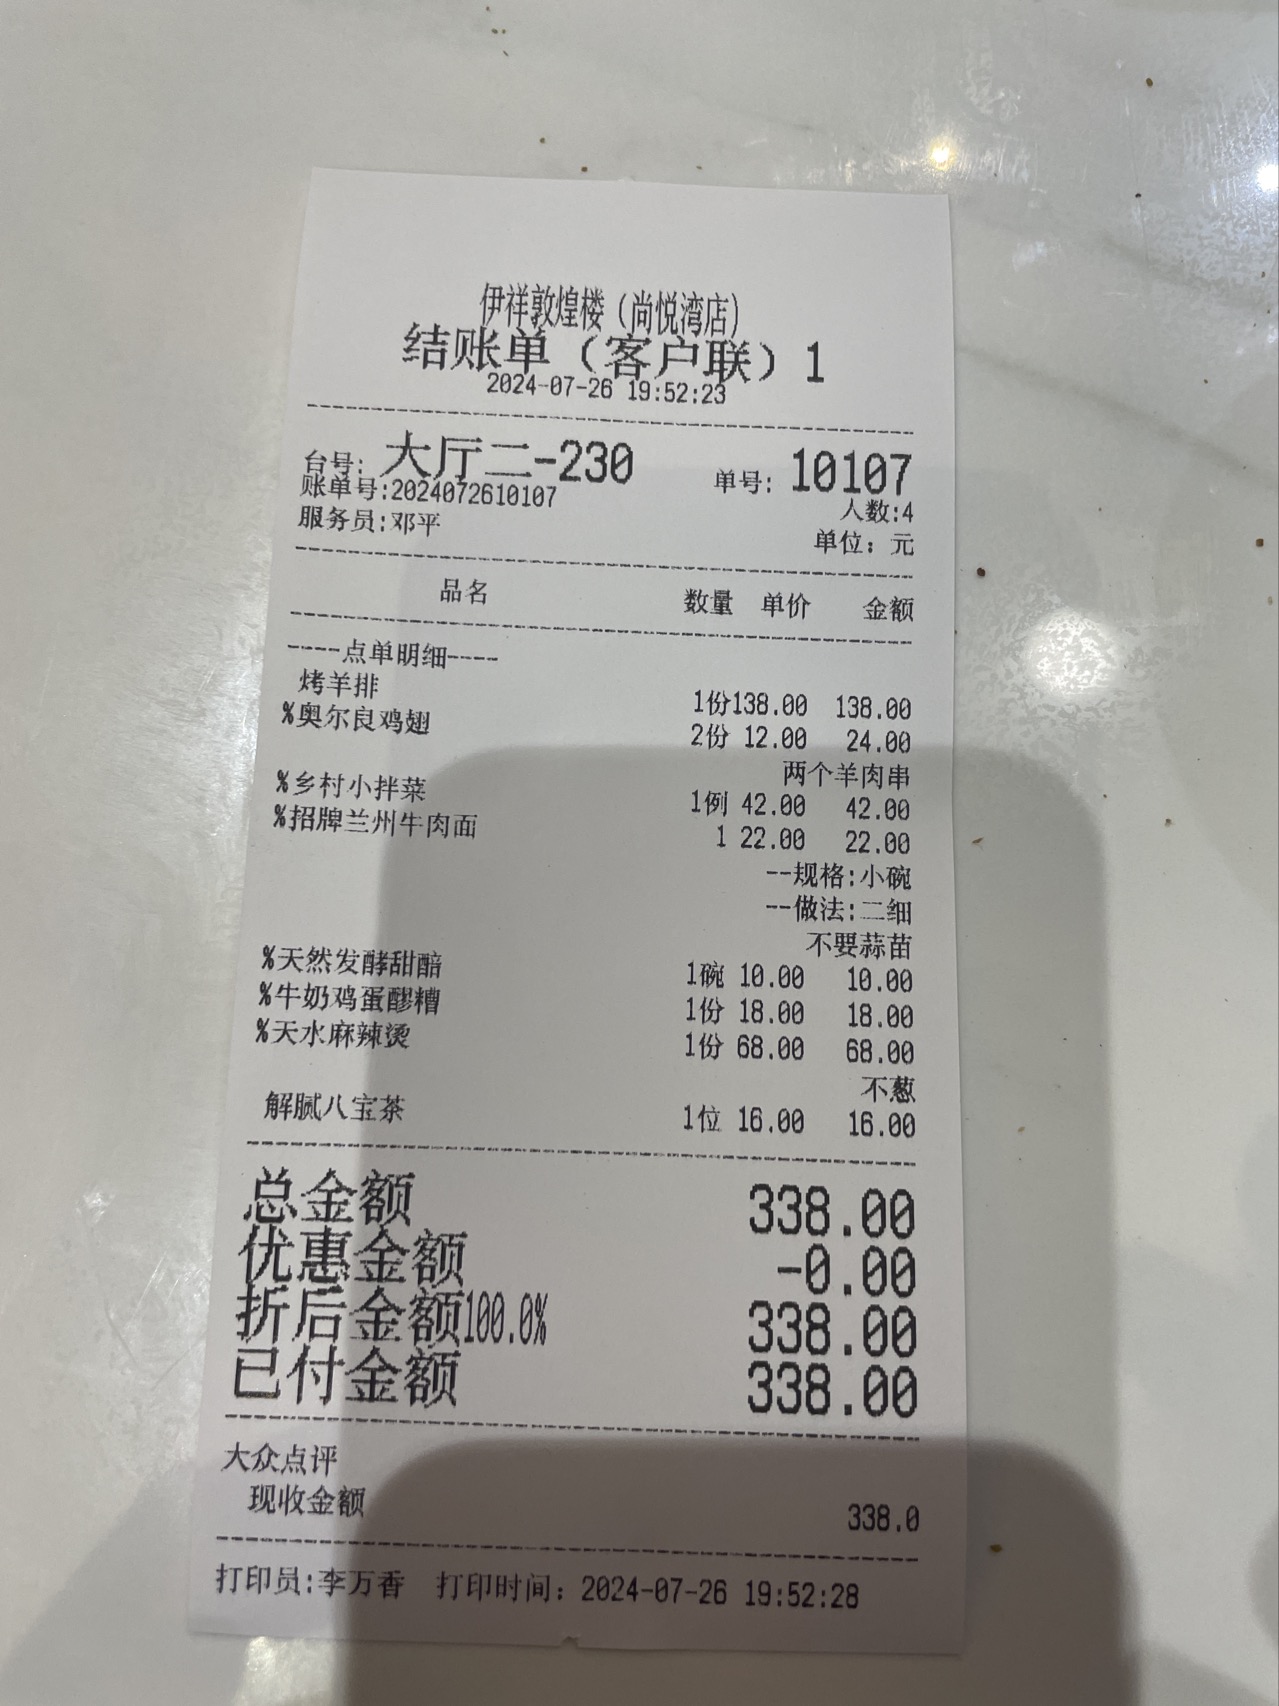 伊祥敦煌楼（尚悦湾店）
结账单（客户联）1
2024-07-26 19:52:23
台号：大厅二-230 单号：10107
账单号:2024072610107 人数:4
服务员:邓平 单位：元
品名 数量 单价 金额
----点单明细----
烤羊排 1份138.00 138.00
%奥尔良鸡翅 2份 12.00 24.00
两个羊肉串
%乡村小拌菜 1例 42.00 42.00
%招牌兰州牛肉面 1 22.00 22.00
--规格:小碗
--做法:二细
不要蒜苗
%天然发酵甜醅 1碗 10.00 10.00
%牛奶鸡蛋醪糟 1份 18.00 18.00
%天水麻辣烫 1份 68.00 68.00
不葱
解腻八宝茶 1位 16.00 16.00
总金额 338.00
优惠金额 -0.00
折后金额100.0% 338.00
已付金额 338.00
大众点评
现收金额 338.0
打印员:李万香 打印时间：2024-07-26 19:52:28